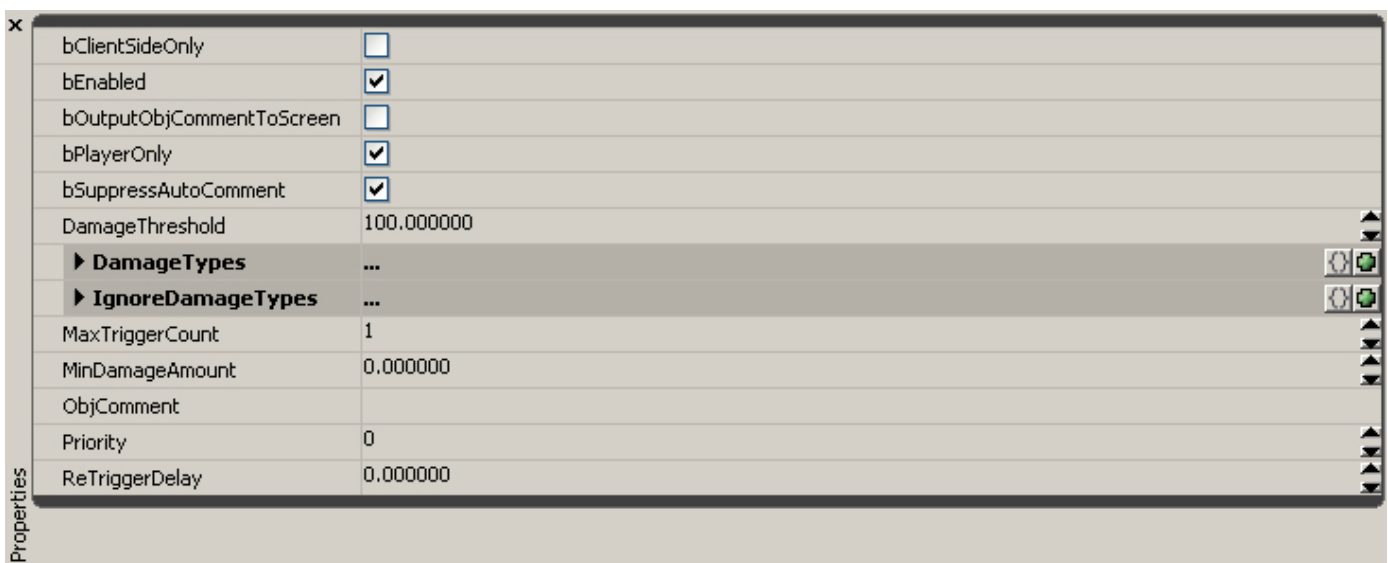 bClientSideOnly
bEnabled
bOutputObjCommentToScreen
bPlayerOnly
bSuppressAutoComment
DamageThreshold 100.000000
DamageTypes ...
IgnoreDamageTypes ...
MaxTriggerCount 1
MinDamageAmount 0.000000
ObjComment
Priority 0
ReTriggerDelay 0.000000
Properties